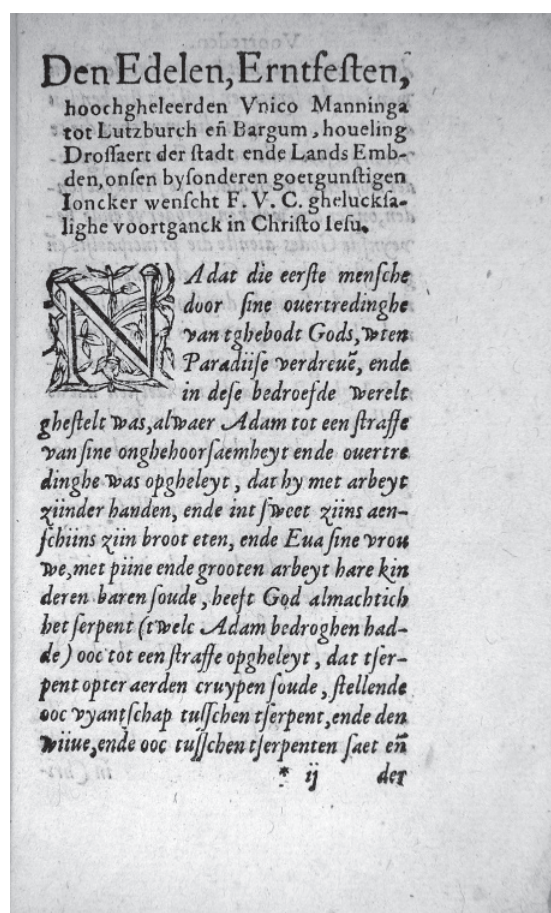 Den Edelen, Erntfesten,
hoochgheleerden Vnico Manninga
tot Lutzburch eñ Bargum, houeling
Drossaert der stadt ende Lands Emb-
den, onsen bysonderen goetgunstigen
Ioncker wenscht F. V. C. gheluckſa-
lighe voortganck in Christo Iesu.
NA dat die eerſte menſche
door ſine ouertredinghe
van tghebodt Gods, wten
Paradiiſe verdreuẽ, ende
in deſe bedroefde werelt
gheſtelt was, alwaer Adam tot een ſtraffe
van ſine onghehoorſaemheyt ende ouertre
dinghe was opgheleyt, dat hy met arbeyt
ziinder handen, ende int ſweet ziins aen-
ſchiins ziin broot eten, ende Eua ſine vrou
we, met piine ende grooten arbeyt hare kin
deren baren ſoude, heeft God almachtich
het ſerpent (twelc Adam bedroghen had-
de) ooc tot een ſtraffe opgheleyt, dat tſer-
pent opter aerden cruypen ſoude, ſtellende
ooc vyantſchap tuſſchen tſerpent, ende den
wiiue, ende ooc tuſſchen tſerpenten ſaet eñ
* ij der